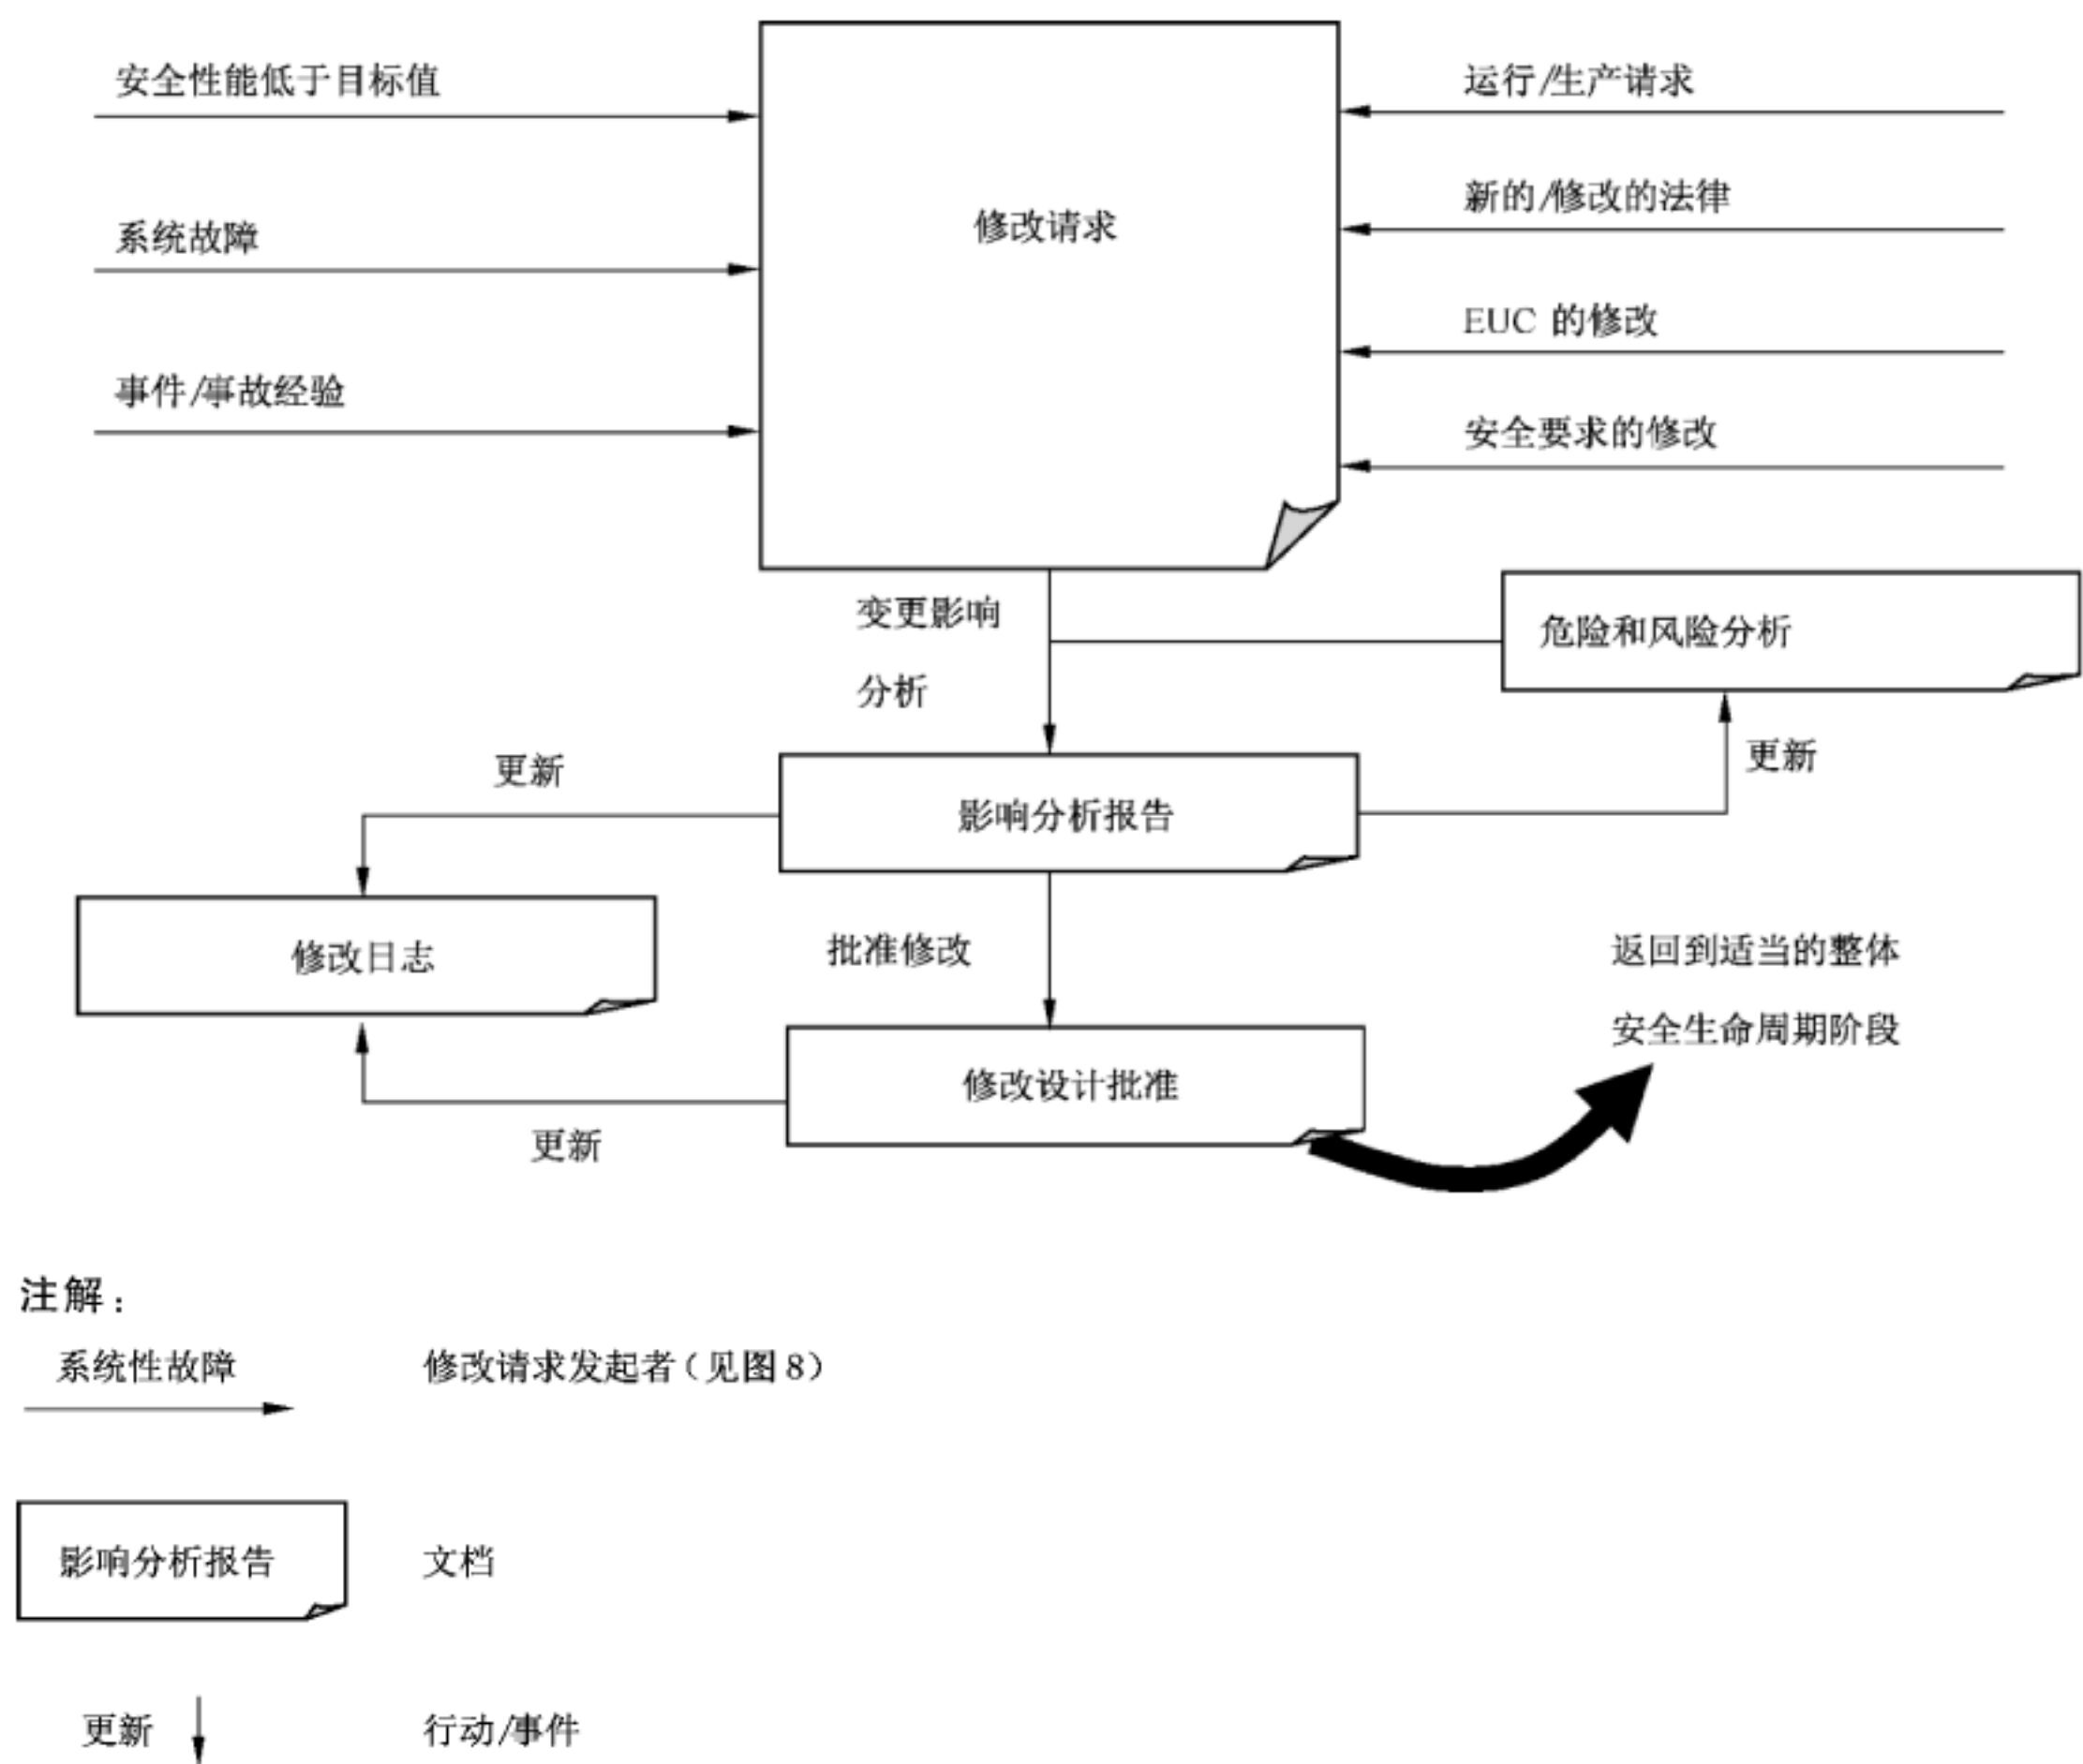 安全性能低于目标值
系统故障
事件/事故经验
修改请求
运行/生产请求
新的/修改的法律
EUC 的修改
安全要求的修改
变更影响
分析
危险和风险分析
更新
更新
影响分析报告
修改日志
批准修改
返回到适当的整体
安全生命周期阶段
修改设计批准
更新
注解：
系统性故障
修改请求发起者（见图 8）
影响分析报告
文档
更新
行动/事件